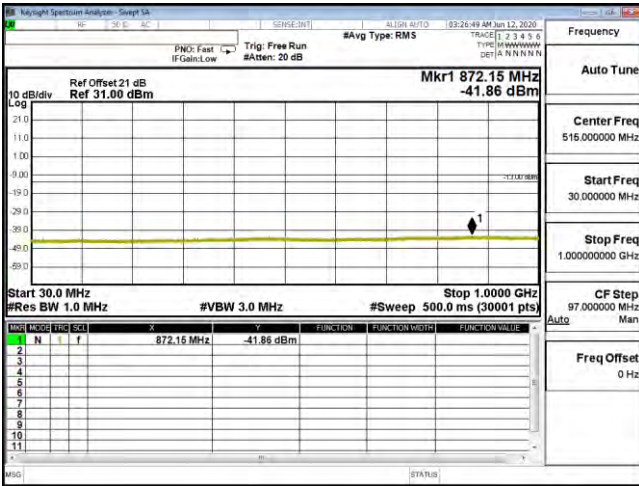 Keysight Spectrum Analyzer - Swept SA
RF 50 Ω AC SENSE:INT ALIGN AUTO 03:26:49 AM Jun 12, 2020
#Avg Type: RMS
TRACE 1 2 3 4 5 6
TYPE M WWWWW
DET A N N N N N
PNO: Fast Trig: Free Run
IFGain:Low #Atten: 20 dB
Frequency
Auto Tune
Center Freq
515.000000 MHz
Start Freq
30.000000 MHz
Stop Freq
1.000000000 GHz
CF Step
97.000000 MHz
Auto Man
Freq Offset
0 Hz
Mkr1 872.15 MHz
-41.86 dBm
Ref Offset 21 dB
10 dB/div Ref 31.00 dBm
Log
21.0
11.0
1.00
-9.00
-13.00 dBm
-19.0
-29.0
-39.0
-49.0
-59.0
1
Start 30.0 MHz Stop 1.0000 GHz
#Res BW 1.0 MHz #VBW 3.0 MHz #Sweep 500.0 ms (30001 pts)
MKR MODE TRC SCL X Y FUNCTION FUNCTION WIDTH FUNCTION VALUE
1 N 1 f 872.15 MHz -41.86 dBm
2
3
4
5
6
7
8
9
10
11
MSG STATUS